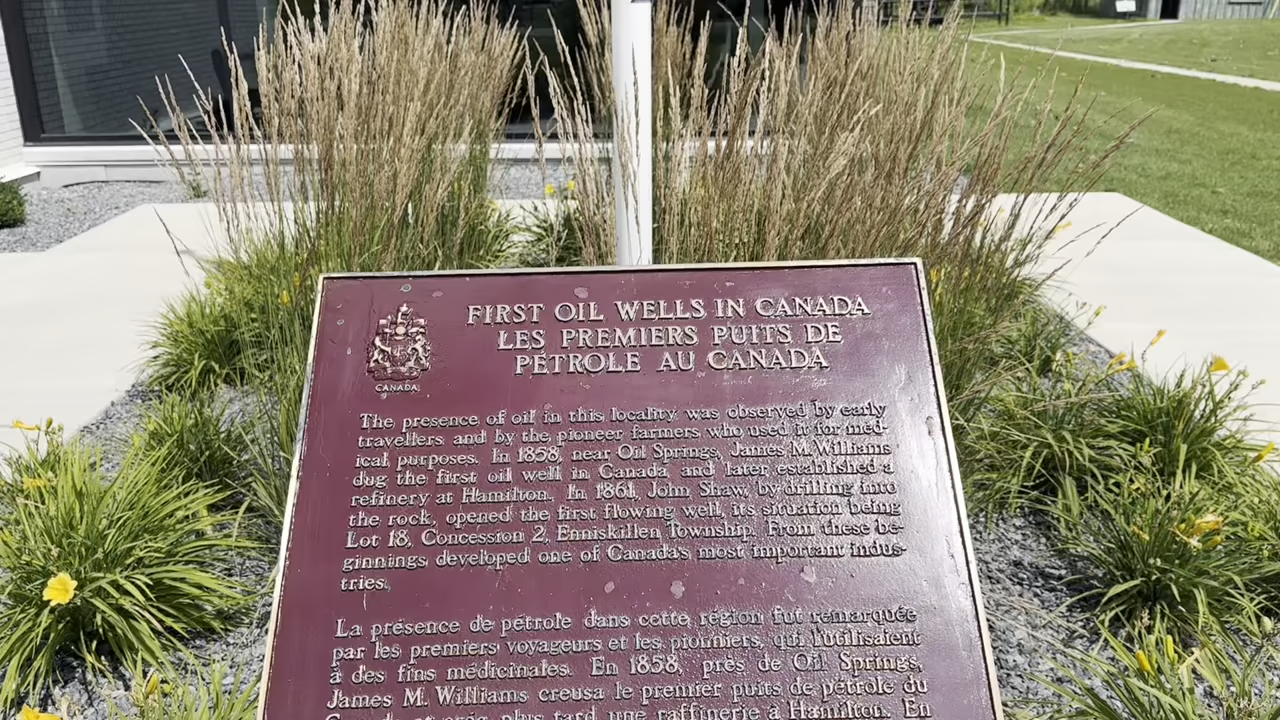 CANADA
FIRST OIL WELLS IN CANADA
LES PREMIERS PUITS DE
PÉTROLE AU CANADA
The presence of oil in this locality was observed by early
travellers and by the pioneer farmers who used it for med-
ical purposes. In 1858, near Oil Springs, James M. Williams
dug the first oil well in Canada and later established a
refinery at Hamilton. In 1861, John Shaw, by drilling into
the rock, opened the first flowing well, its situation being
Lot 18, Concession 2, Enniskillen Township. From these be-
ginnings developed one of Canada's most important indus-
tries.
La présence de pétrole dans cette région fut remarquée
par les premiers voyageurs et les pionniers, qui l'utilisaient
à des fins médicinales. En 1858, près de Oil Springs,
James M. Williams creusa le premier puits de pétrole du
plus tard une raffinerie à Hamilton. En